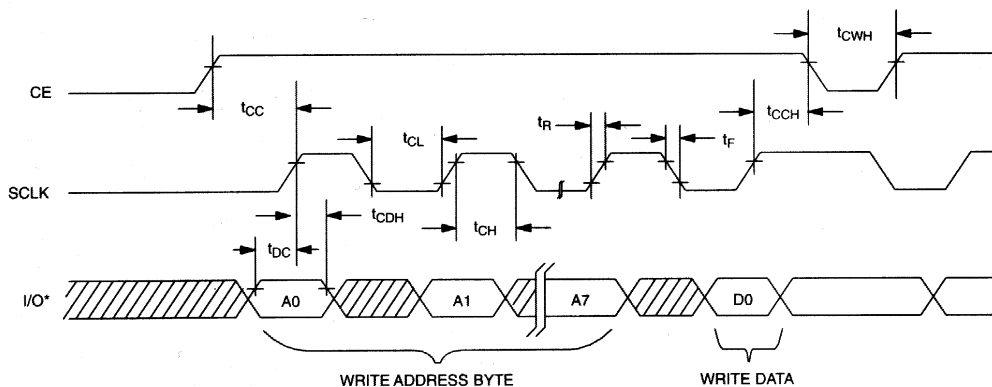 tCWH
CE
tCC
tCCH
tR
tCL
tF
SCLK
tCDH
tCH
tDC
I/O*
A0
A1
A7
D0
WRITE ADDRESS BYTE
WRITE DATA